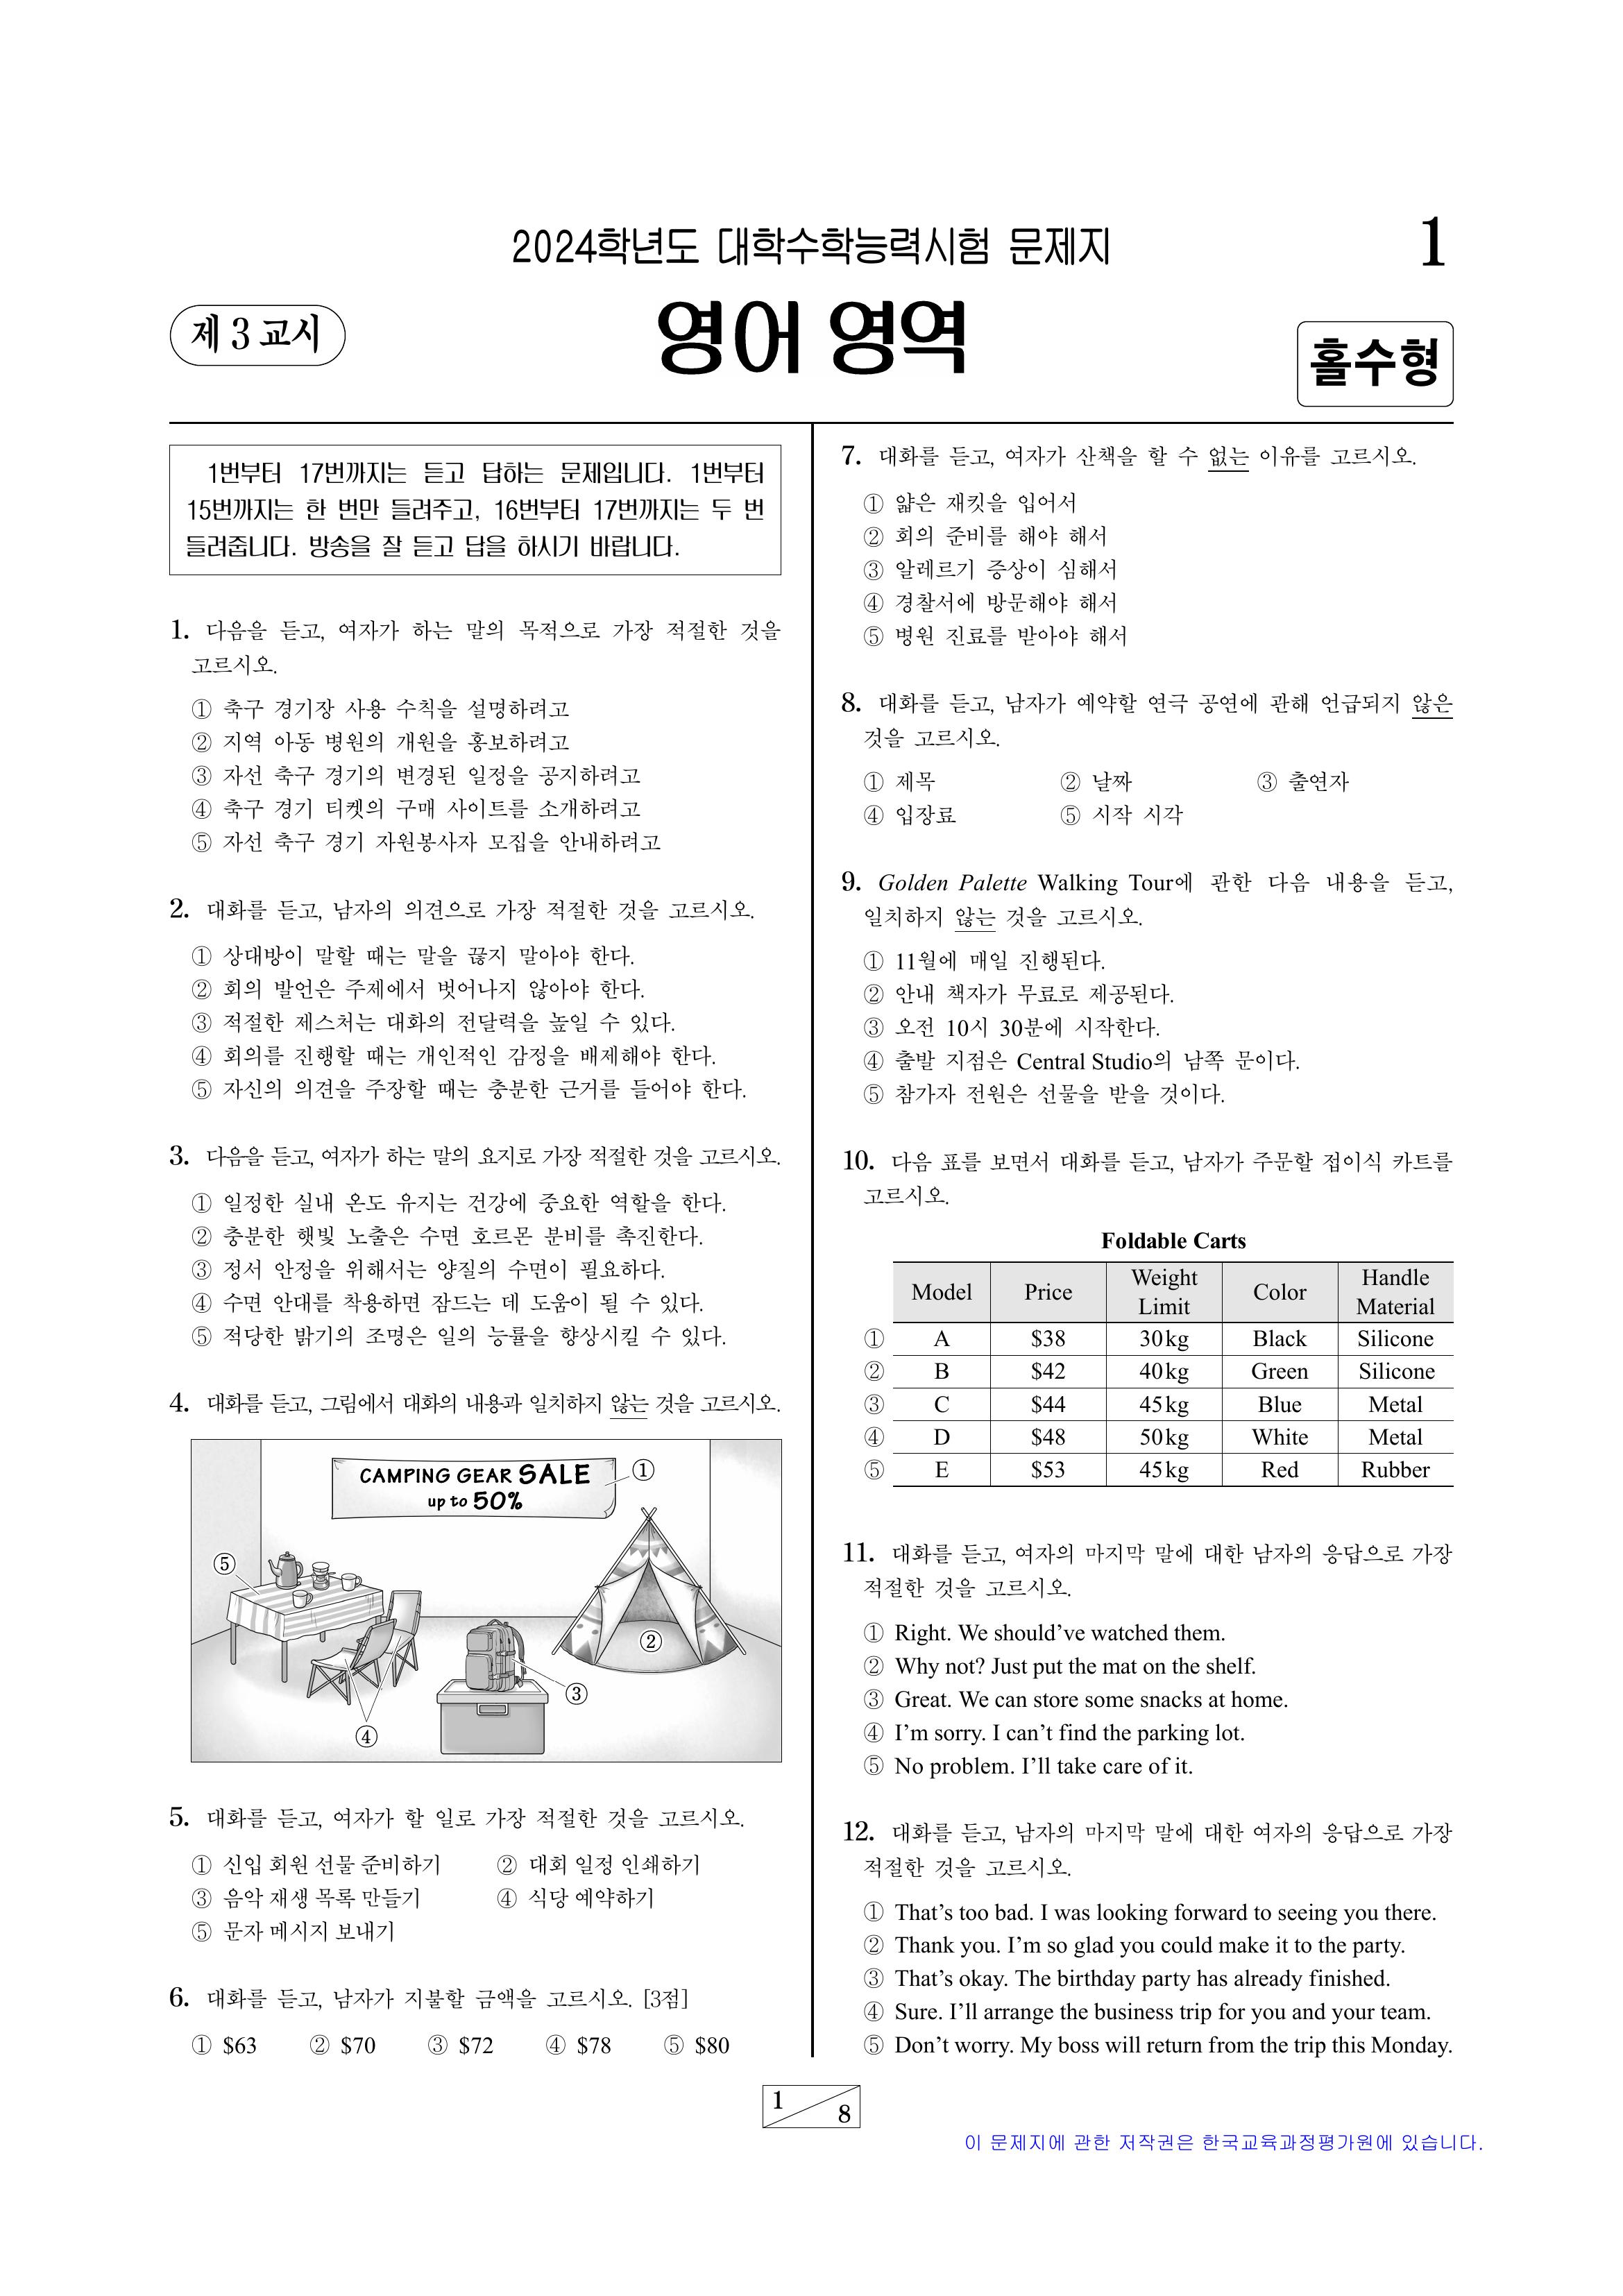 2024학년도 대학수학능력시험 문제지
1
제 3 교시
영어 영역
홀수형
1번부터 17번까지는 듣고 답하는 문제입니다. 1번부터
15번까지는 한 번만 들려주고, 16번부터 17번까지는 두 번
들려줍니다. 방송을 잘 듣고 답을 하시기 바랍니다.
1. 다음을 듣고, 여자가 하는 말의 목적으로 가장 적절한 것을
고르시오.
① 축구 경기장 사용 수칙을 설명하려고
② 지역 아동 병원의 개원을 홍보하려고
③ 자선 축구 경기의 변경된 일정을 공지하려고
④ 축구 경기 티켓의 구매 사이트를 소개하려고
⑤ 자선 축구 경기 자원봉사자 모집을 안내하려고
2. 대화를 듣고, 남자의 의견으로 가장 적절한 것을 고르시오.
① 상대방이 말할 때는 말을 끊지 말아야 한다.
② 회의 발언은 주제에서 벗어나지 않아야 한다.
③ 적절한 제스처는 대화의 전달력을 높일 수 있다.
④ 회의를 진행할 때는 개인적인 감정을 배제해야 한다.
⑤ 자신의 의견을 주장할 때는 충분한 근거를 들어야 한다.
3. 다음을 듣고, 여자가 하는 말의 요지로 가장 적절한 것을 고르시오.
① 일정한 실내 온도 유지는 건강에 중요한 역할을 한다.
② 충분한 햇빛 노출은 수면 호르몬 분비를 촉진한다.
③ 정서 안정을 위해서는 양질의 수면이 필요하다.
④ 수면 안대를 착용하면 잠드는 데 도움이 될 수 있다.
⑤ 적당한 밝기의 조명은 일의 능률을 향상시킬 수 있다.
4. 대화를 듣고, 그림에서 대화의 내용과 일치하지 않는 것을 고르시오.
CAMPING GEAR SALE
up to 50%
①
②
③
④
⑤
5. 대화를 듣고, 여자가 할 일로 가장 적절한 것을 고르시오.
① 신입 회원 선물 준비하기 ② 대회 일정 인쇄하기
③ 음악 재생 목록 만들기 ④ 식당 예약하기
⑤ 문자 메시지 보내기
6. 대화를 듣고, 남자가 지불할 금액을 고르시오. [3점]
① $63 ② $70 ③ $72 ④ $78 ⑤ $80
7. 대화를 듣고, 여자가 산책을 할 수 없는 이유를 고르시오.
① 얇은 재킷을 입어서
② 회의 준비를 해야 해서
③ 알레르기 증상이 심해서
④ 경찰서에 방문해야 해서
⑤ 병원 진료를 받아야 해서
8. 대화를 듣고, 남자가 예약할 연극 공연에 관해 언급되지 않은
것을 고르시오.
① 제목 ② 날짜 ③ 출연자
④ 입장료 ⑤ 시작 시각
9. Golden Palette Walking Tour에 관한 다음 내용을 듣고,
일치하지 않는 것을 고르시오.
① 11월에 매일 진행된다.
② 안내 책자가 무료로 제공된다.
③ 오전 10시 30분에 시작한다.
④ 출발 지점은 Central Studio의 남쪽 문이다.
⑤ 참가자 전원은 선물을 받을 것이다.
10. 다음 표를 보면서 대화를 듣고, 남자가 주문할 접이식 카트를
고르시오.
Foldable Carts
Model Price Weight Limit Color Handle Material
① A $38 30kg Black Silicone
② B $42 40kg Green Silicone
③ C $44 45kg Blue Metal
④ D $48 50kg White Metal
⑤ E $53 45kg Red Rubber
11. 대화를 듣고, 여자의 마지막 말에 대한 남자의 응답으로 가장
적절한 것을 고르시오.
① Right. We should’ve watched them.
② Why not? Just put the mat on the shelf.
③ Great. We can store some snacks at home.
④ I’m sorry. I can’t find the parking lot.
⑤ No problem. I’ll take care of it.
12. 대화를 듣고, 남자의 마지막 말에 대한 여자의 응답으로 가장
적절한 것을 고르시오.
① That’s too bad. I was looking forward to seeing you there.
② Thank you. I’m so glad you could make it to the party.
③ That’s okay. The birthday party has already finished.
④ Sure. I’ll arrange the business trip for you and your team.
⑤ Don’t worry. My boss will return from the trip this Monday.
1
8
이 문제지에 관한 저작권은 한국교육과정평가원에 있습니다.